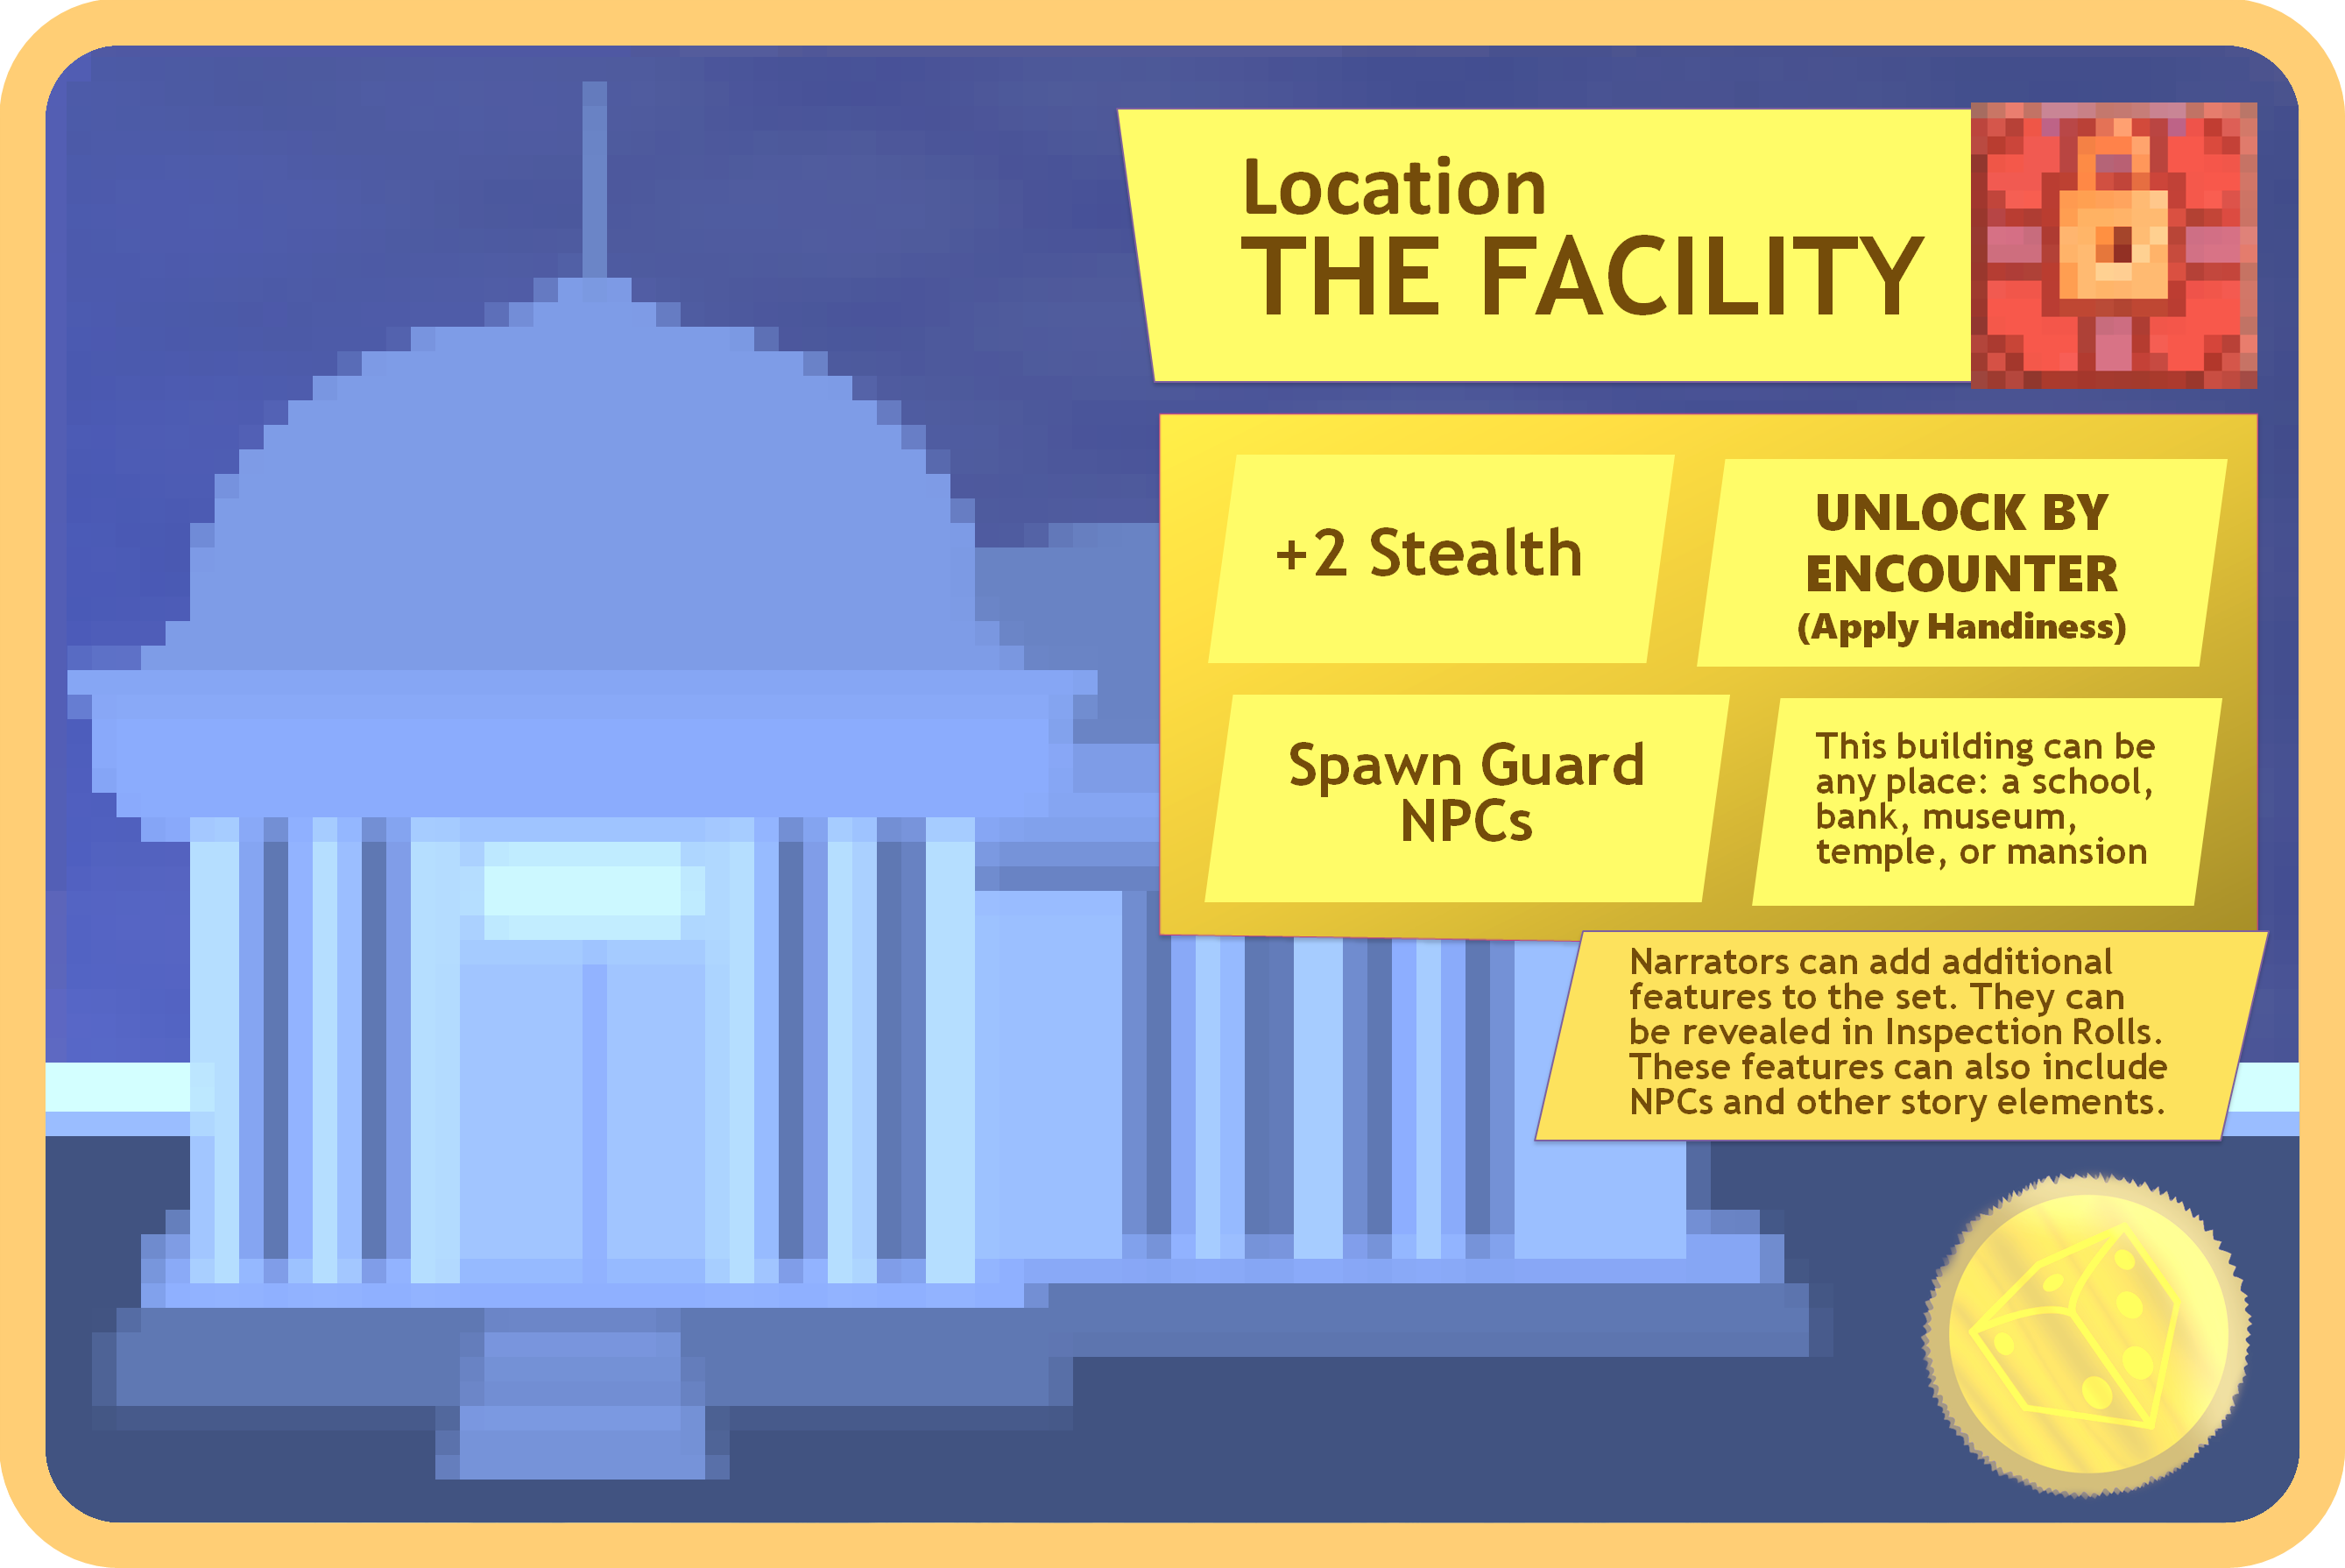 Location
THE FACILITY
+2 Stealth
UNLOCK BY
ENCOUNTER
(Apply Handiness)
Spawn Guard
NPCs
This building can be
any place: a school,
bank, museum,
temple, or mansion
Narrators can add additional
features to the set. They can
be revealed in Inspection Rolls.
These features can also include
NPCs and other story elements.